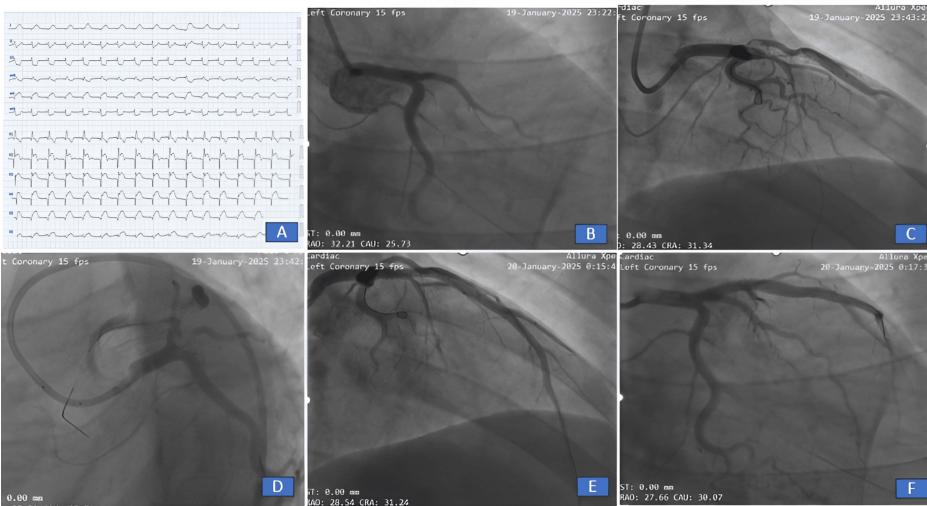 A
Left Coronary 15 fps
19-January-2025 23:22:
ST: 0.00 mm
RAO: 32.21 CAU: 25.73
B
Cardiac
Allura Xpe
ft Coronary 15 fps
19-January-2025 23:43:2
: 0.00 mm
O: 28.43 CRA: 31.34
C
t Coronary 15 fps
19-January-2025 23:42:
0.00 mm
D
Cardiac
Allura Xpe
Left Coronary 15 fps
20-January-2025 0:15:4
ST: 0.00 mm
RAO: 28.54 CRA: 31.24
E
Cardiac
Allura Xpe
Left Coronary 15 fps
20-January-2025 0:17:3
ST: 0.00 mm
RAO: 27.66 CAU: 30.07
F